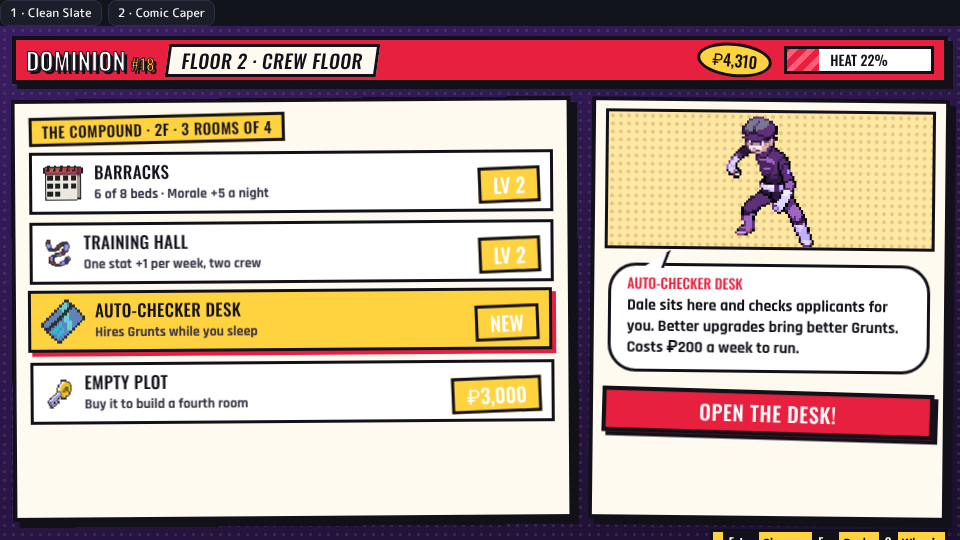 1 · Clean Slate
2 · Comic Caper
DOMINION #18
FLOOR 2 · CREW FLOOR
₽4,310
HEAT 22%
THE COMPOUND · 2F · 3 ROOMS OF 4
BARRACKS
6 of 8 beds · Morale +5 a night
LV 2
TRAINING HALL
One stat +1 per week, two crew
LV 2
AUTO-CHECKER DESK
Hires Grunts while you sleep
NEW
EMPTY PLOT
Buy it to build a fourth room
₽3,000
AUTO-CHECKER DESK
Dale sits here and checks applicants for
you. Better upgrades bring better Grunts.
Costs ₽200 a week to run.
OPEN THE DESK!